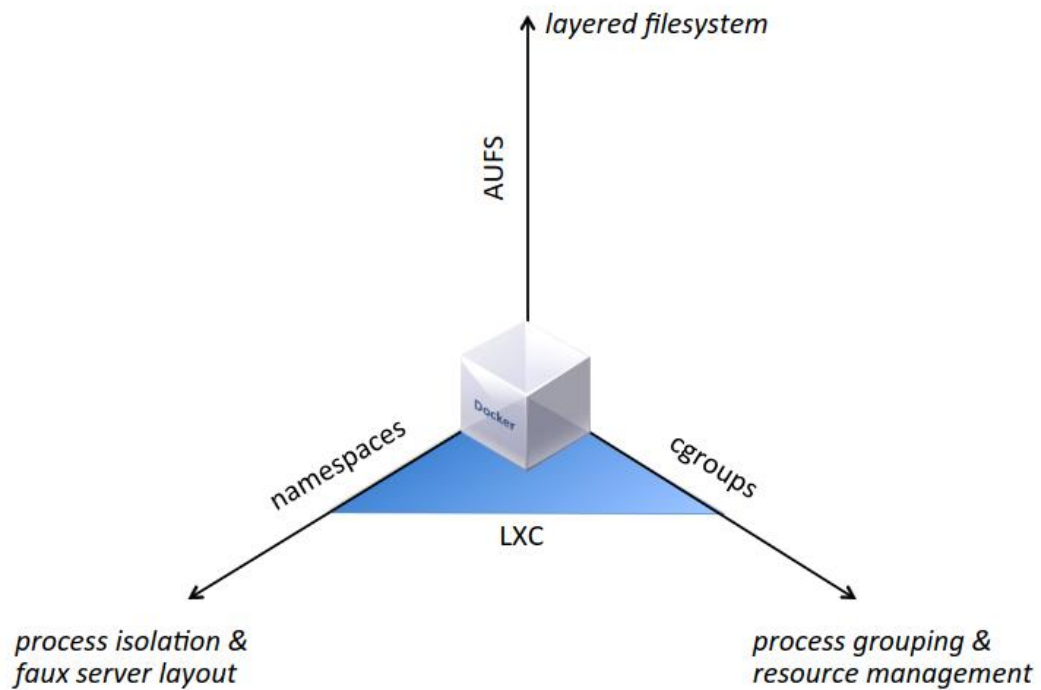 layered filesystem
AUFS
Docker
namespaces
cgroups
LXC
process isolation &
faux server layout
process grouping &
resource management